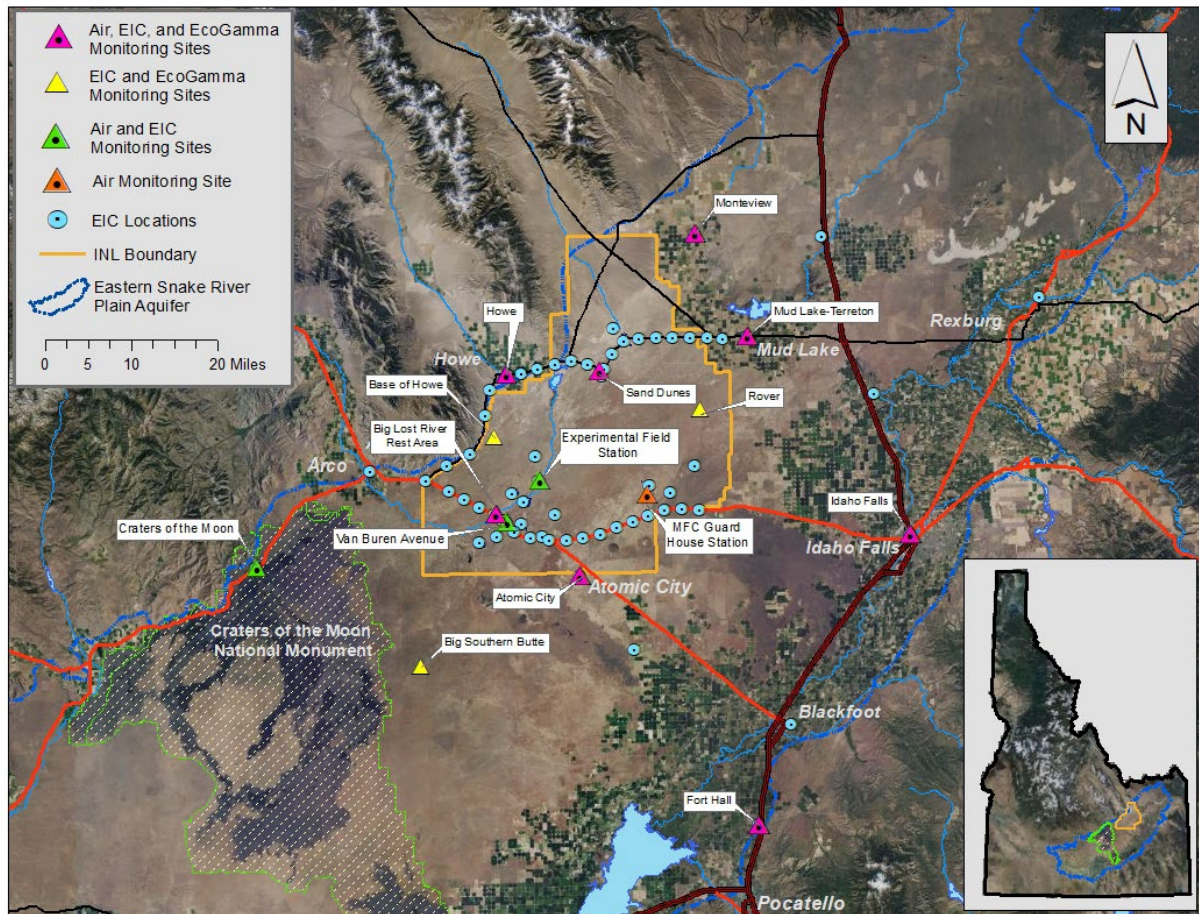 Air, EIC, and EcoGamma
Monitoring Sites
EIC and EcoGamma
Monitoring Sites
Air and EIC
Monitoring Sites
Air Monitoring Site
EIC Locations
INL Boundary
Eastern Snake River
Plain Aquifer
0 5 10 20 Miles
N
Monteview
Mud Lake-Terreton
Rexburg
Howe
Howe
Mud Lake
Base of Howe
Sand Dunes
Rover
Big Lost River
Rest Area
Experimental Field
Station
Arco
Idaho Falls
Craters of the Moon
Van Buren Avenue
MFC Guard
House Station
Idaho Falls
Atomic City
Atomic City
Craters of the Moon
National Monument
Big Southern Butte
Blackfoot
Fort Hall
Pocatello